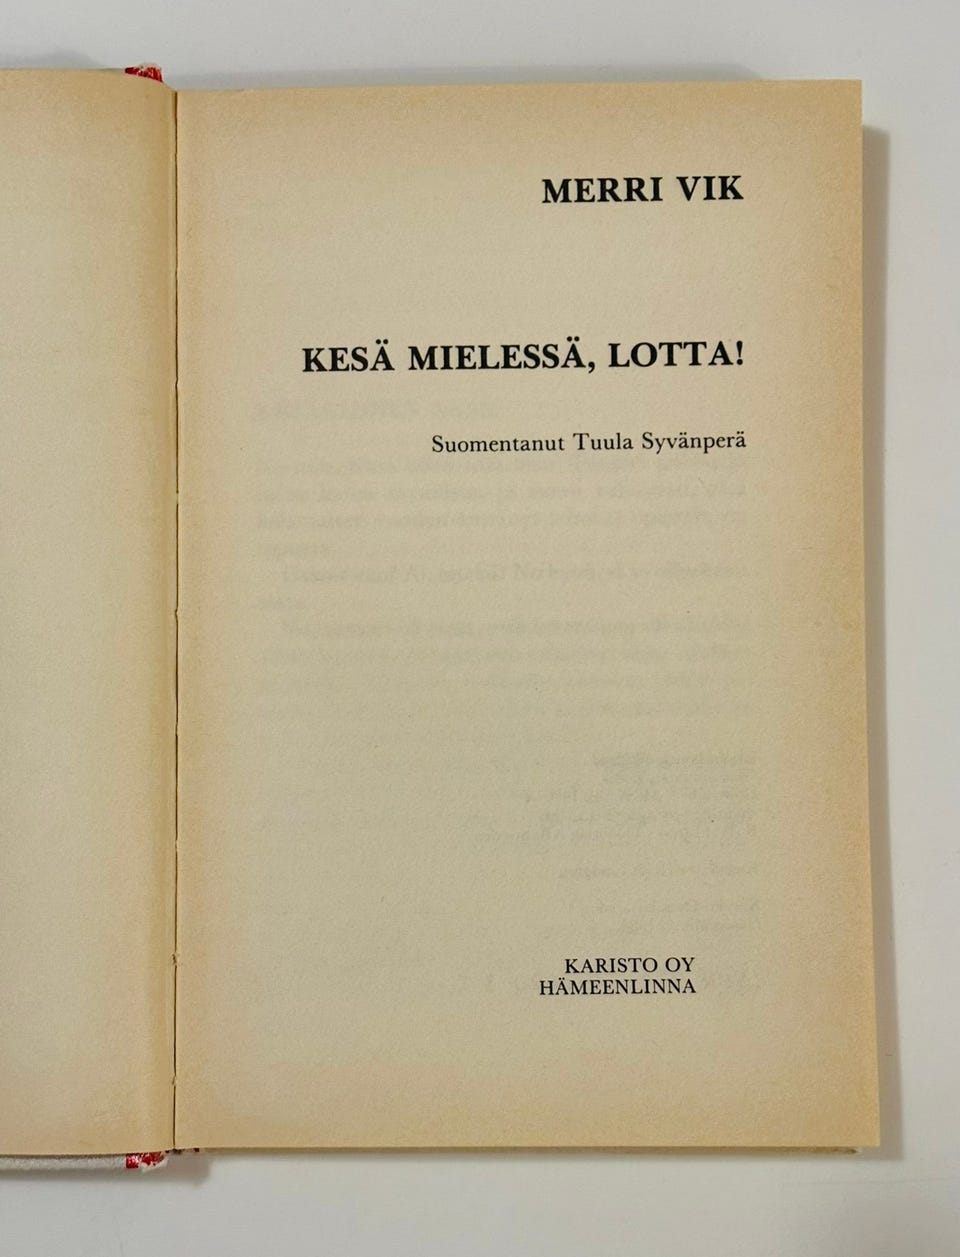 MERRI VIK
KESÄ MIELESSÄ, LOTTA!
Suomentanut Tuula Syvänperä
KARISTO OY
HÄMEENLINNA